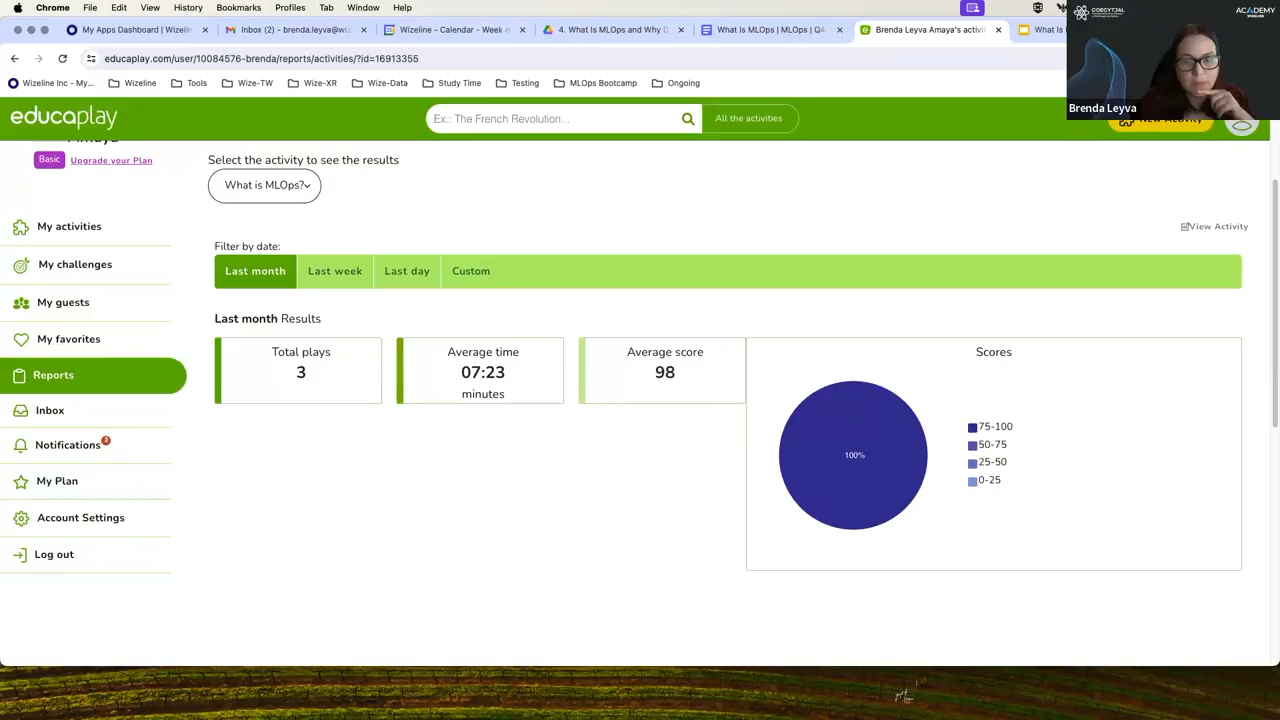 Chrome File Edit View History Bookmarks Profiles Tab Window Help
My Apps Dashboard | Wizelin Inbox (2) - brenda.leyva@wiz Wizeline - Calendar - Week o 4. What Is MLOps and Why What Is MLOps | MLOps | Q4 Brenda Leyva Amaya's activi What Is
educaplay.com/user/10084576-brenda/reports/activities/?id=16913355
Wizeline Inc - My... Wizeline Tools Wize-TW Wize-XR Wize-Data Study Time Testing MLOps Bootcamp Ongoing
COECYTJAL
ACADEMY
WIZELINE
Brenda Leyva
educaplay
Ex.: The French Revolution...
All the activities
New Activity
Basic Upgrade your Plan
My activities
My challenges
My guests
My favorites
Reports
Inbox
Notifications 2
My Plan
Account Settings
Log out
Select the activity to see the results
What is MLOps?
View Activity
Filter by date:
Last month Last week Last day Custom
Last month Results
Total plays
3
Average time
07:23
minutes
Average score
98
Scores
100%
75-100
50-75
25-50
0-25